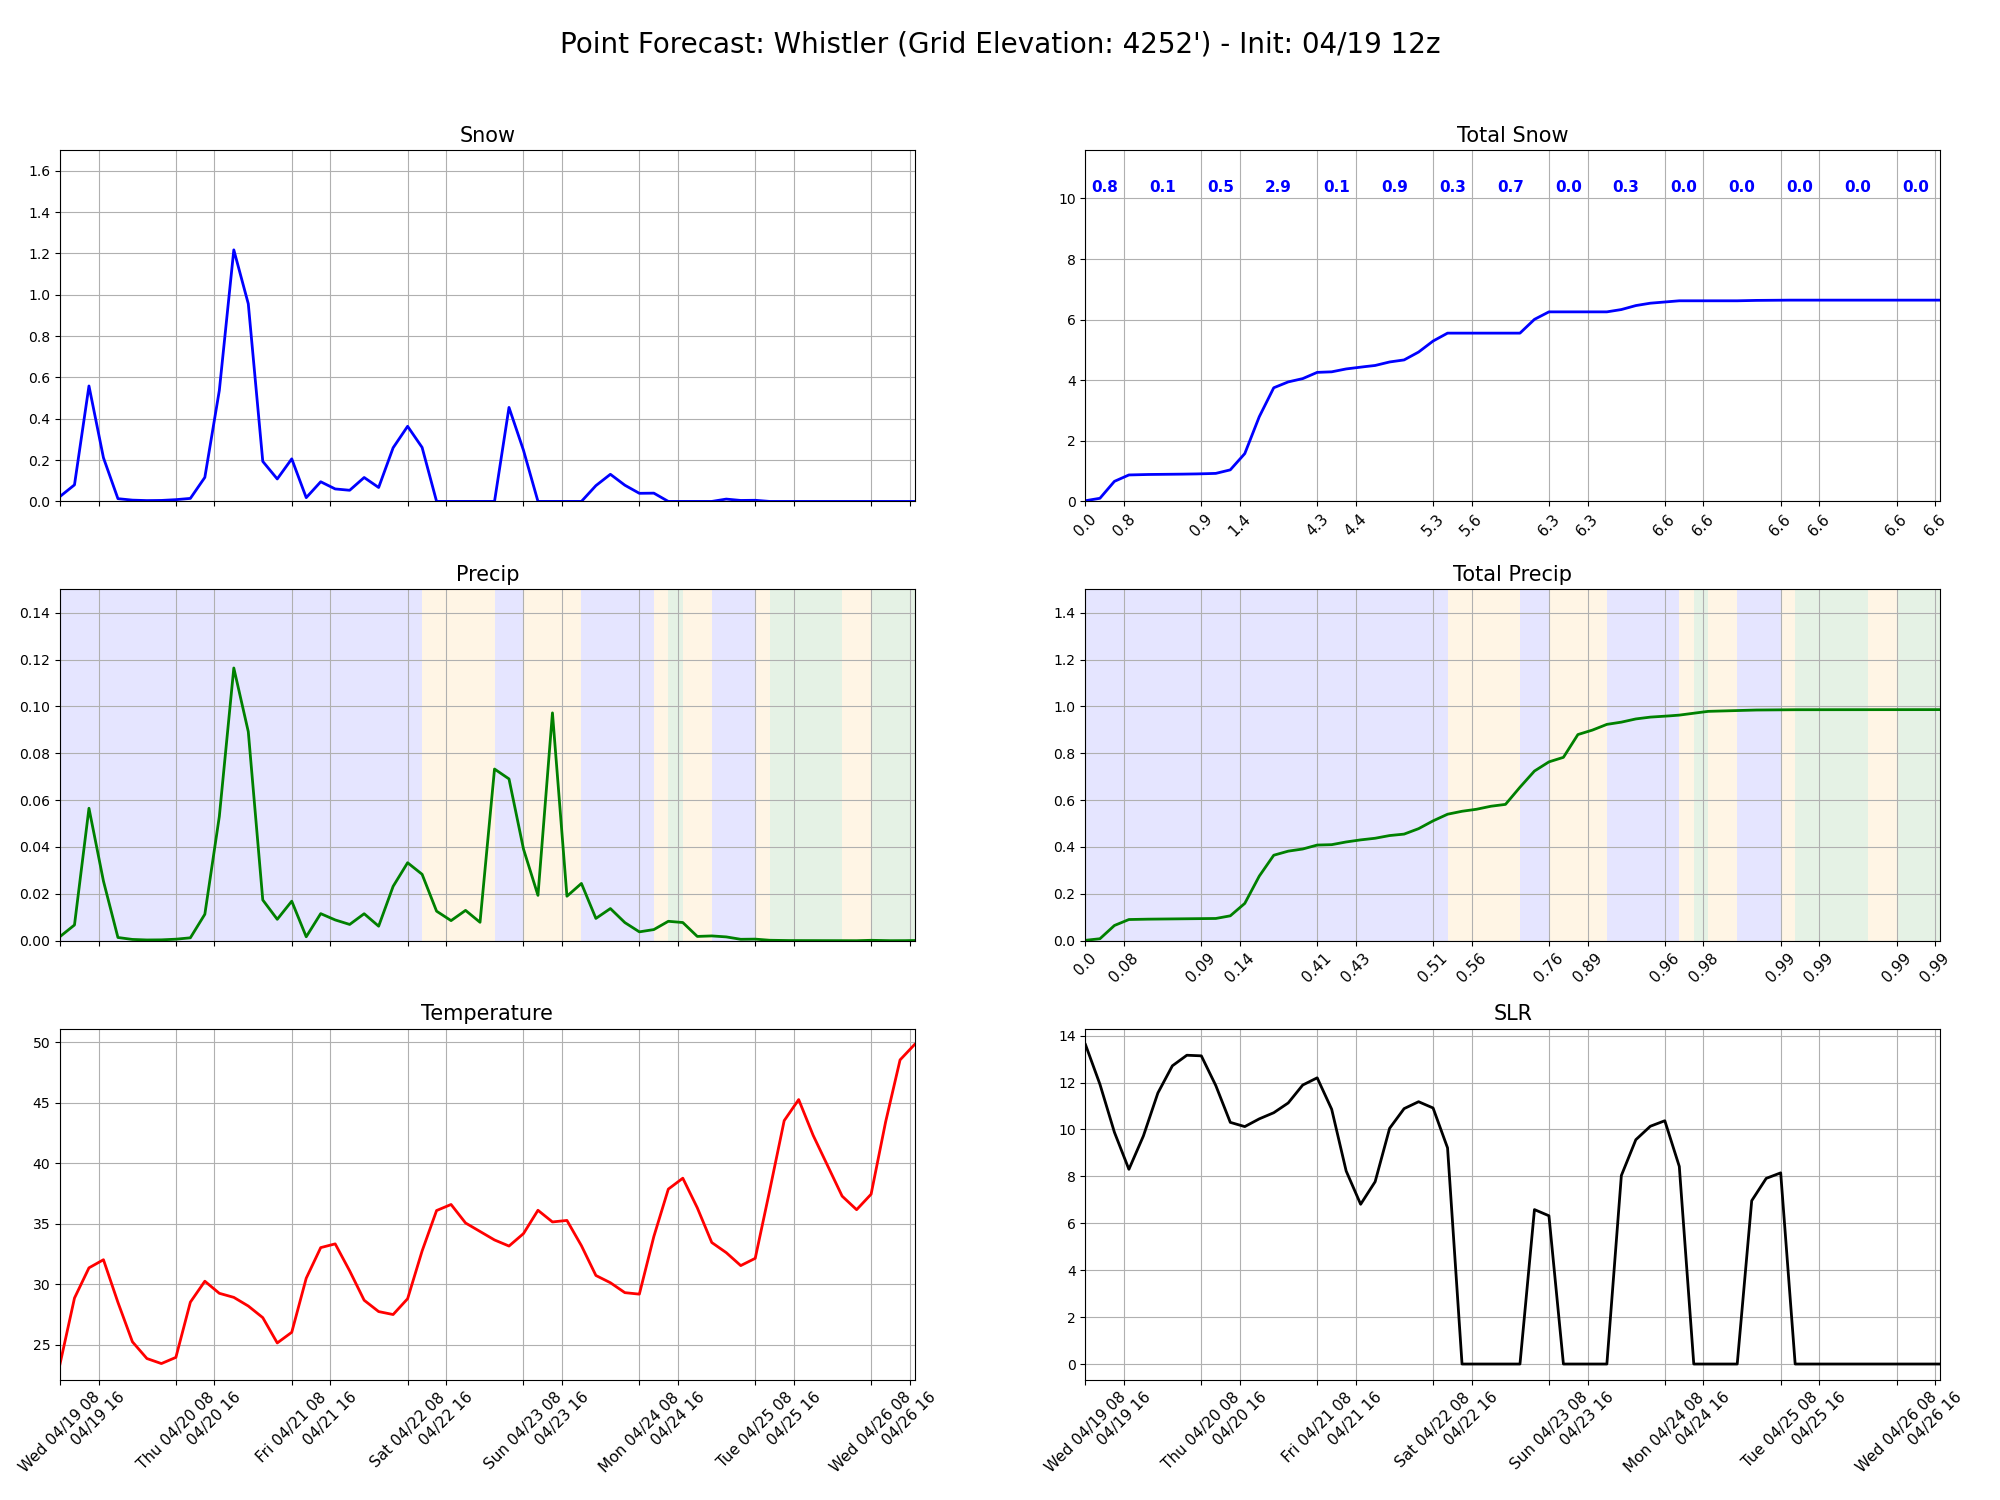 Point Forecast: Whistler (Grid Elevation: 4252') - Init: 04/19 12z
Snow
1.6
1.4
1.2
1.0
0.8
0.6
0.4
0.2
0.0
Total Snow
0.8 0.1 0.5 2.9 0.1 0.9 0.3 0.7 0.0 0.3 0.0 0.0 0.0 0.0 0.0
10
8
6
4
2
0
0.0 0.8 0.9 1.4 4.3 4.4 5.3 5.6 6.3 6.3 6.6 6.6 6.6 6.6 6.6 6.6
Precip
0.14
0.12
0.10
0.08
0.06
0.04
0.02
0.00
Total Precip
1.4
1.2
1.0
0.8
0.6
0.4
0.2
0.0
0.0 0.08 0.09 0.14 0.41 0.43 0.51 0.56 0.76 0.89 0.96 0.98 0.99 0.99 0.99 0.99
Temperature
50
45
40
35
30
25
Wed 04/19 08
04/19 16
Thu 04/20 08
04/20 16
Fri 04/21 08
04/21 16
Sat 04/22 08
04/22 16
Sun 04/23 08
04/23 16
Mon 04/24 08
04/24 16
Tue 04/25 08
04/25 16
Wed 04/26 08
04/26 16
SLR
14
12
10
8
6
4
2
0
Wed 04/19 08
04/19 16
Thu 04/20 08
04/20 16
Fri 04/21 08
04/21 16
Sat 04/22 08
04/22 16
Sun 04/23 08
04/23 16
Mon 04/24 08
04/24 16
Tue 04/25 08
04/25 16
Wed 04/26 08
04/26 16